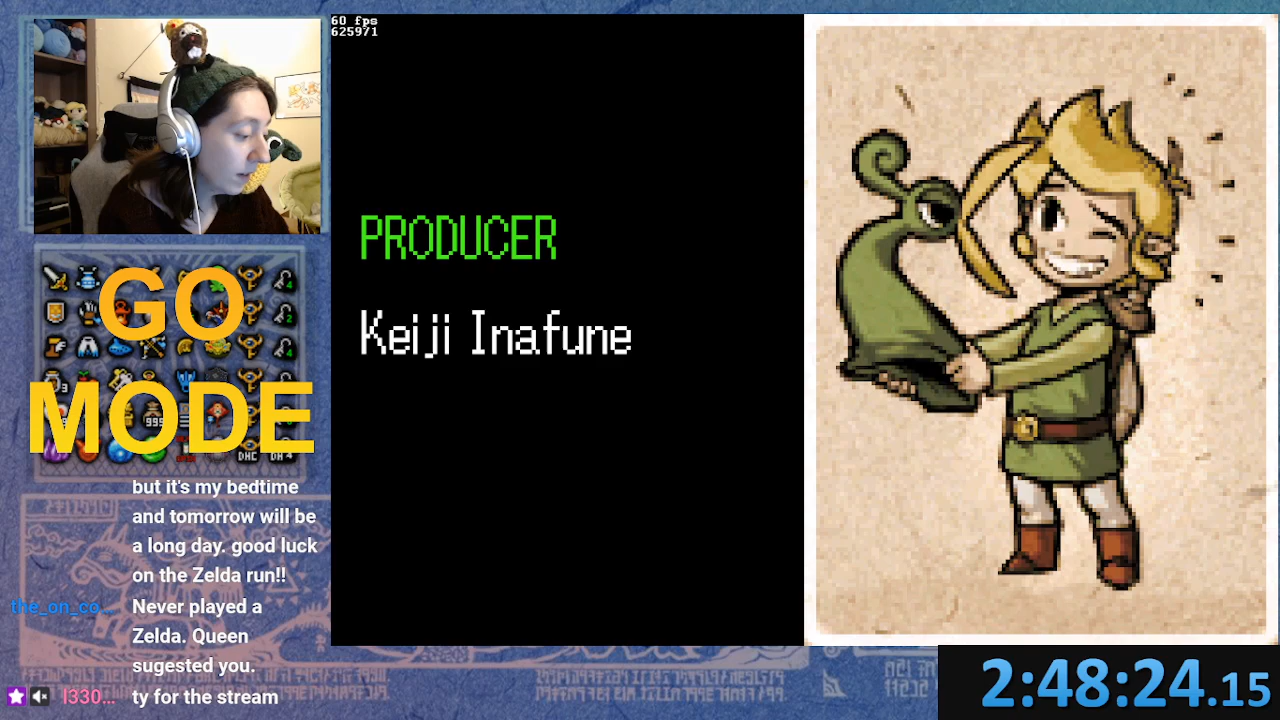 60 fps
625971
PRODUCER
Keiji Inafune
GO
MODE
but it's my bedtime
and tomorrow will be
a long day. good luck
on the Zelda run!!
the_on_co... Never played a
Zelda. Queen
sugested you.
l330... ty for the stream
2:48:24.15